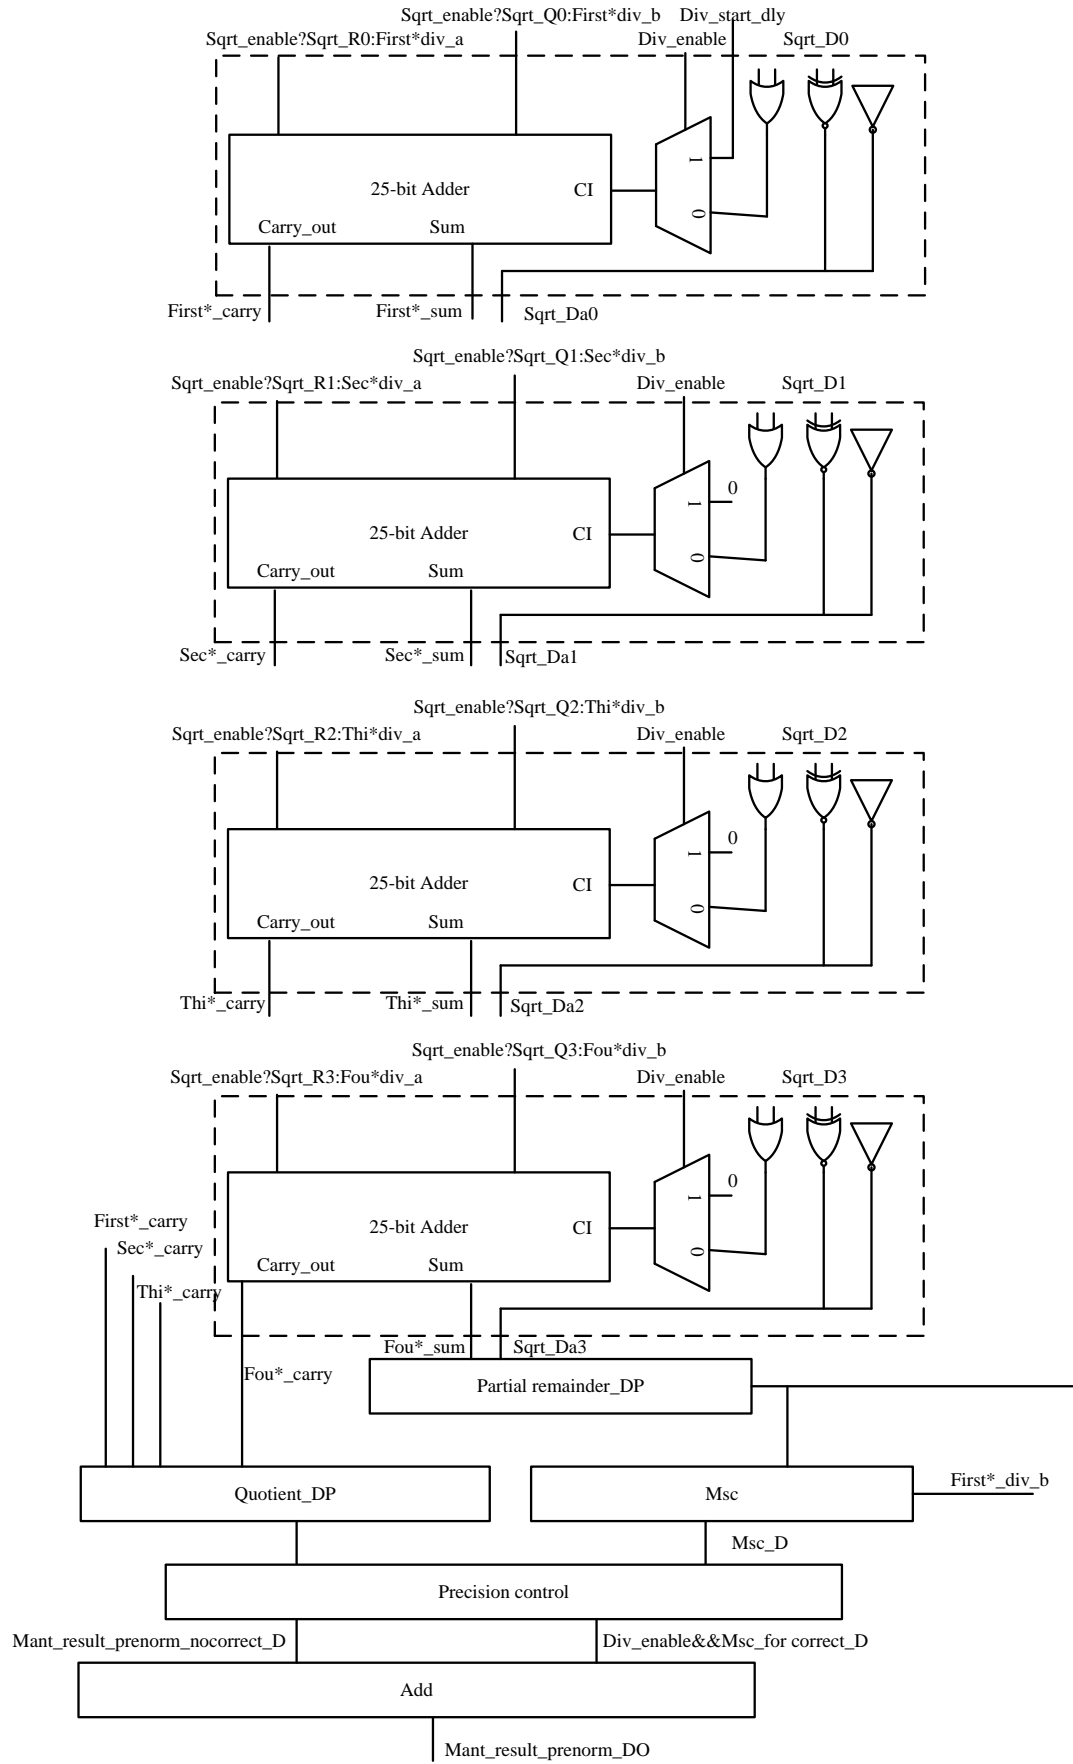 Sqrt_enable?Sqrt_Q0:First*div_b Div_start_dly
Sqrt_enable?Sqrt_R0:First*div_a Div_enable Sqrt_D0
1
25-bit Adder CI
0
Carry_out Sum
First*_carry First*_sum Sqrt_Da0
Sqrt_enable?Sqrt_Q1:Sec*div_b
Sqrt_enable?Sqrt_R1:Sec*div_a Div_enable Sqrt_D1
0
1
25-bit Adder CI
0
Carry_out Sum
Sec*_carry Sec*_sum Sqrt_Da1
Sqrt_enable?Sqrt_Q2:Thi*div_b
Sqrt_enable?Sqrt_R2:Thi*div_a Div_enable Sqrt_D2
0
1
25-bit Adder CI
0
Carry_out Sum
Thi*_carry Thi*_sum Sqrt_Da2
Sqrt_enable?Sqrt_Q3:Fou*div_b
Sqrt_enable?Sqrt_R3:Fou*div_a Div_enable Sqrt_D3
0
1
First*_carry 25-bit Adder CI
Sec*_carry 0
Carry_out Sum
Thi*_carry
Fou*_sum Sqrt_Da3
Fou*_carry Partial remainder_DP
First*_div_b
Quotient_DP Msc
Msc_D
Precision control
Mant_result_prenorm_nocorrect_D Div_enable&&Msc_for correct_D
Add
Mant_result_prenorm_DO